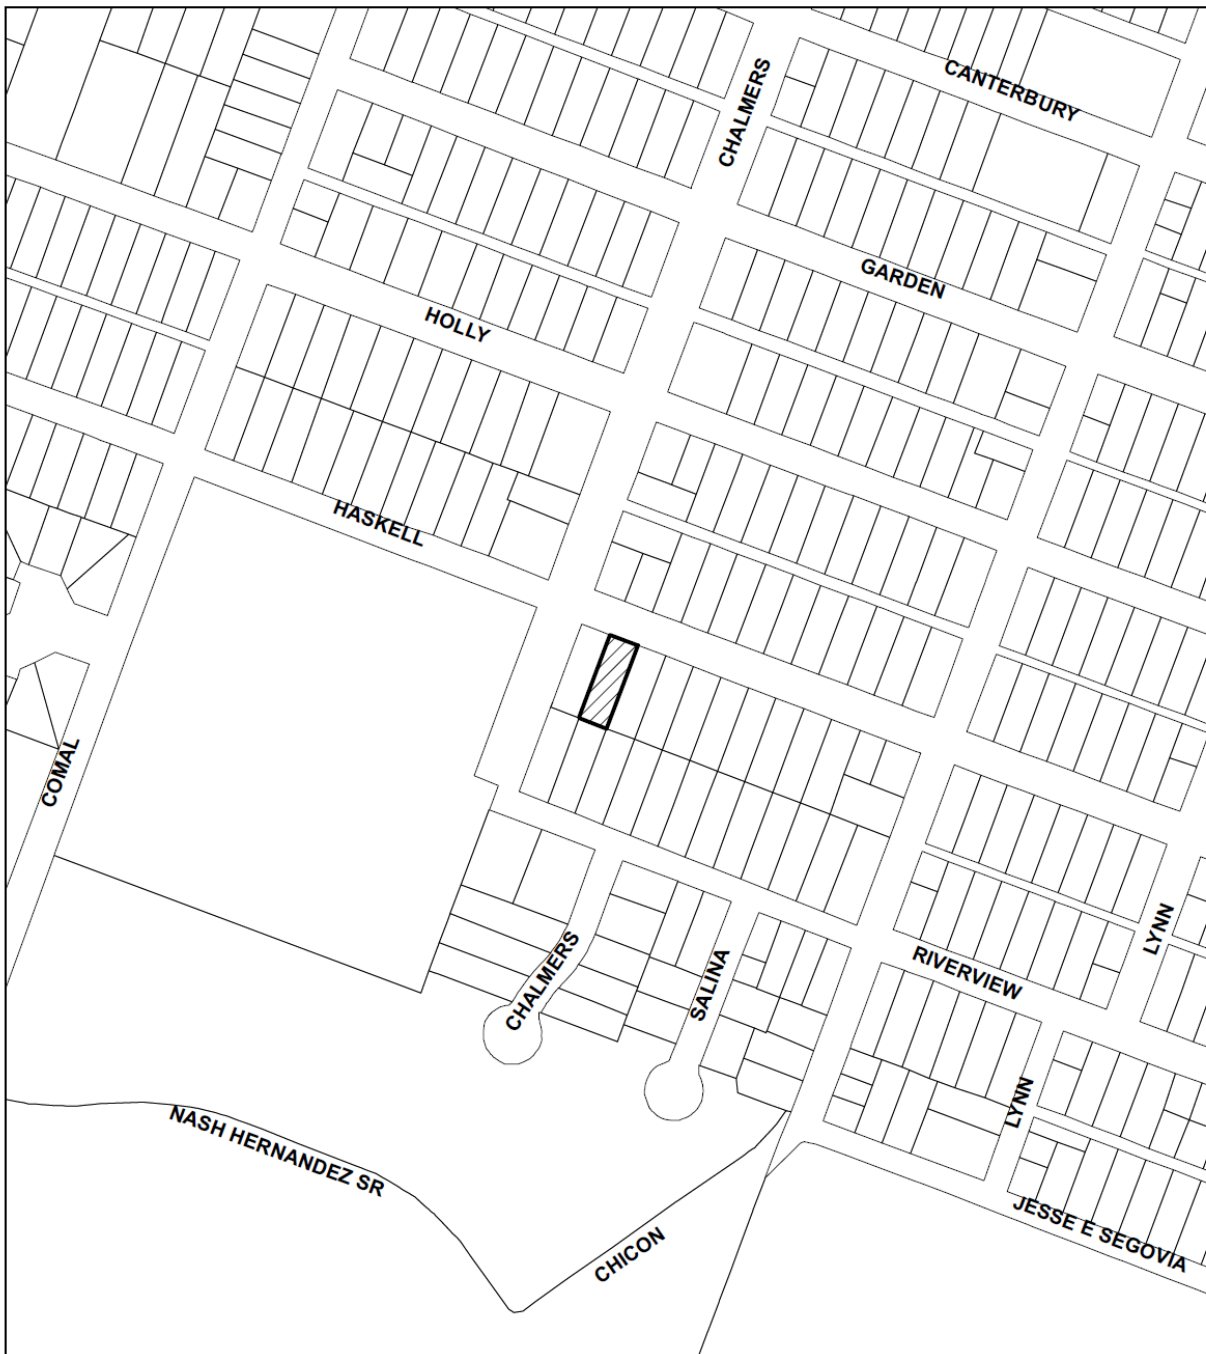 CANTERBURY
CHALMERS
GARDEN
HOLLY
HASKELL
COMAL
LYNN
CHALMERS
SALINA
RIVERVIEW
LYNN
NASH HERNANDEZ SR
JESSE E SEGOVIA
CHICON